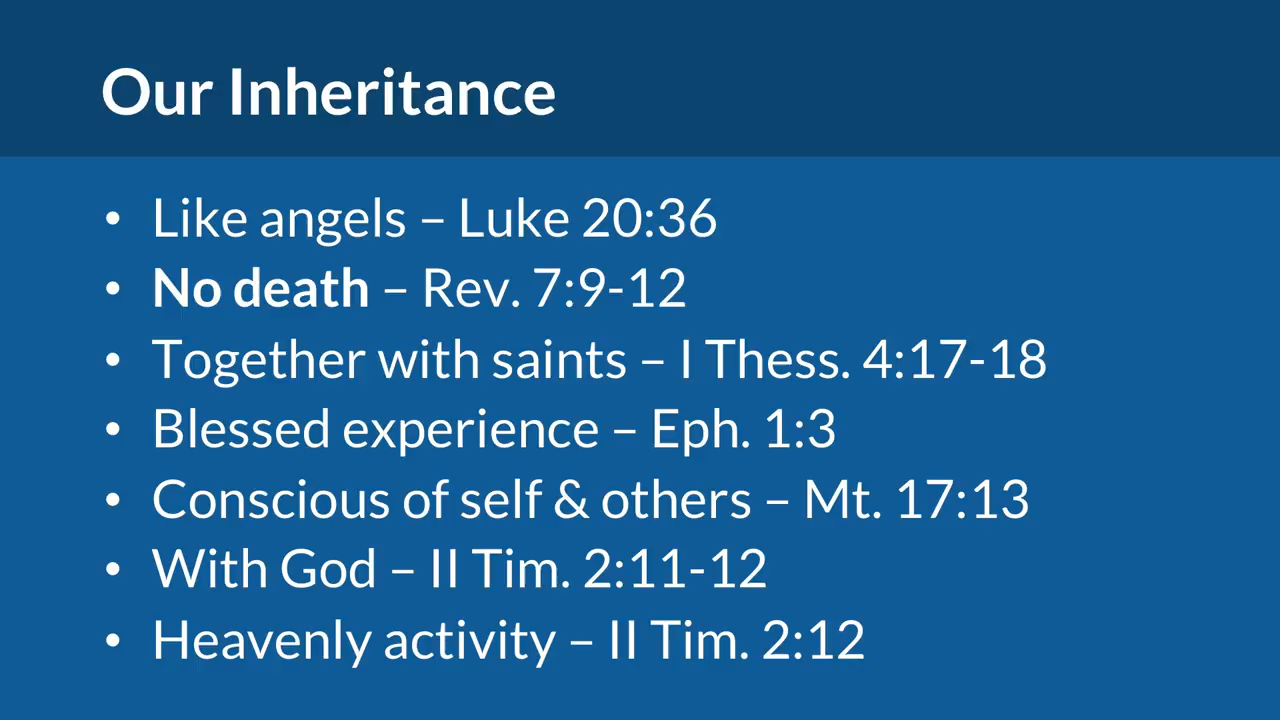 Our Inheritance
• Like angels – Luke 20:36
• No death – Rev. 7:9-12
• Together with saints – I Thess. 4:17-18
• Blessed experience – Eph. 1:3
• Conscious of self & others – Mt. 17:13
• With God – II Tim. 2:11-12
• Heavenly activity – II Tim. 2:12